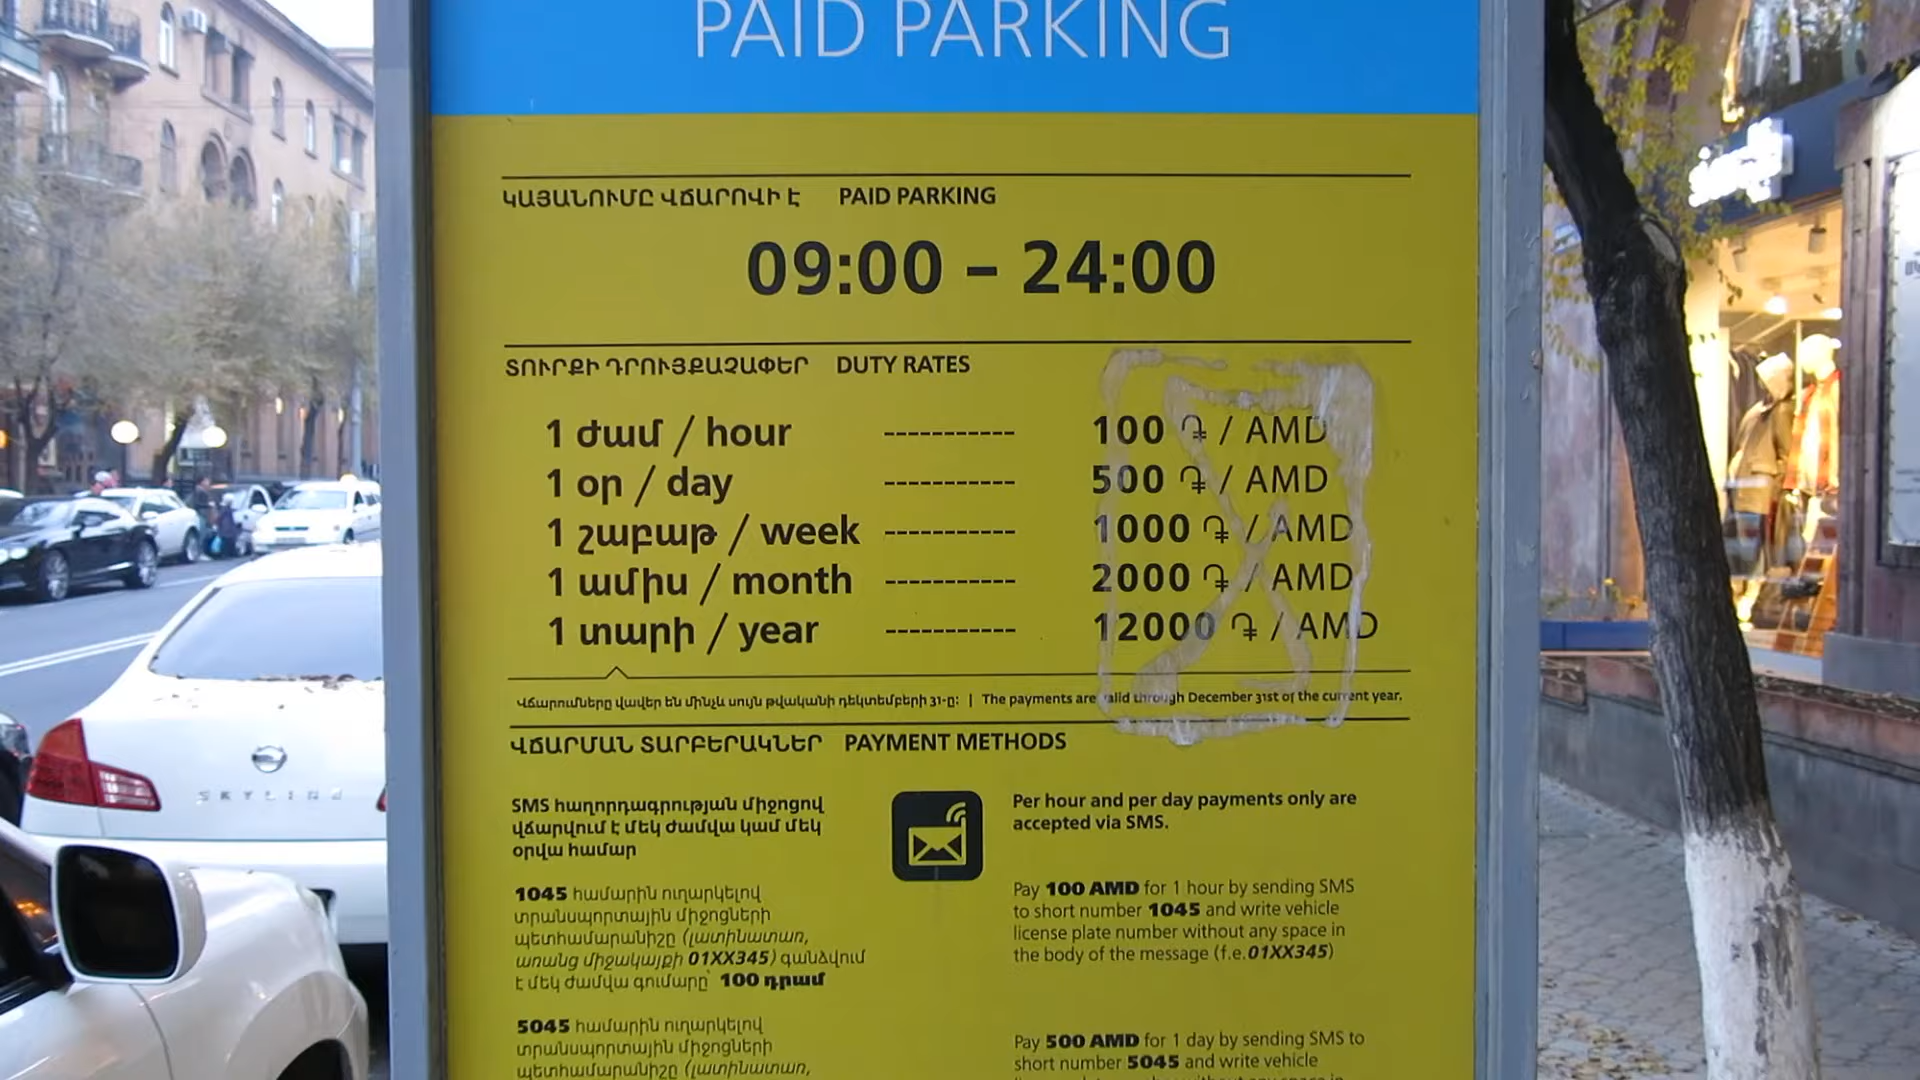 PAID PARKING
ԿԱՅԱՆՈՒՄԸ ՎՃԱՐՈՎԻ Է PAID PARKING
09:00 – 24:00
ՏՈՒՐՔԻ ԴՐՈՒՅՔԱՉԱՓԵՐ DUTY RATES
1 ժամ / hour ----------- 100 ֏ / AMD
1 օր / day ----------- 500 ֏ / AMD
1 շաբաթ / week ----------- 1000 ֏ / AMD
1 ամիս / month ----------- 2000 ֏ / AMD
1 տարի / year ----------- 12000 ֏ / AMD
Վճարումները վավեր են մինչև սույն թվականի դեկտեմբերի 31-ը: | The payments are valid through December 31st of the current year.
ՎՃԱՐՄԱՆ ՏԱՐԲԵՐԱԿՆԵՐ PAYMENT METHODS
SMS հաղորդագրության միջոցով
վճարվում է մեկ ժամվա կամ մեկ
օրվա համար
Per hour and per day payments only are
accepted via SMS.
1045 համարին ուղարկելով
տրանսպորտային միջոցների
պետհամարանիշը (լատինատառ,
առանց միջակայքի 01XX345) գանձվում
է մեկ ժամվա գումարը՝ 100 դրամ
Pay 100 AMD for 1 hour by sending SMS
to short number 1045 and write vehicle
license plate number without any space in
the body of the message (f.e. 01XX345)
5045 համարին ուղարկելով
տրանսպորտային միջոցների
պետհամարանիշը (լատինատառ,
Pay 500 AMD for 1 day by sending SMS to
short number 5045 and write vehicle
SKYLINE